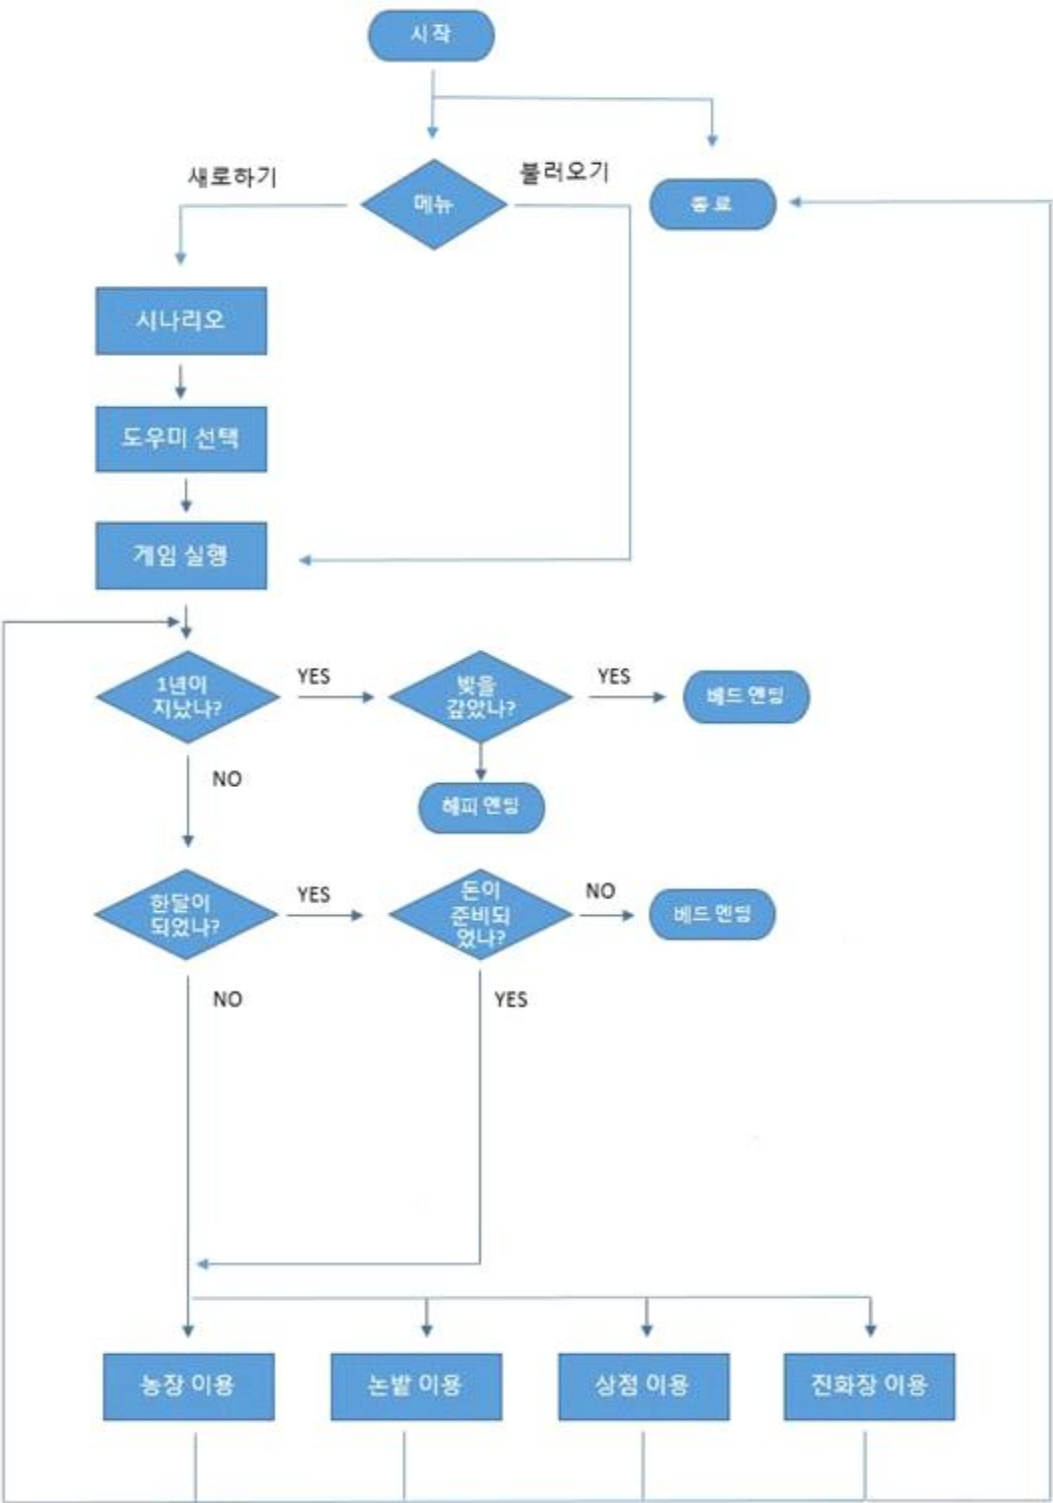 시작
새로하기
불러오기
메뉴
종료
시나리오
도우미 선택
게임 실행
1년이
지났나?
YES
빚을
갚았나?
YES
베드 엔딩
NO
해피 엔딩
한달이
되었나?
YES
돈이
준비되
었나?
NO
베드 엔딩
NO
YES
농장 이용
논밭 이용
상점 이용
진화장 이용